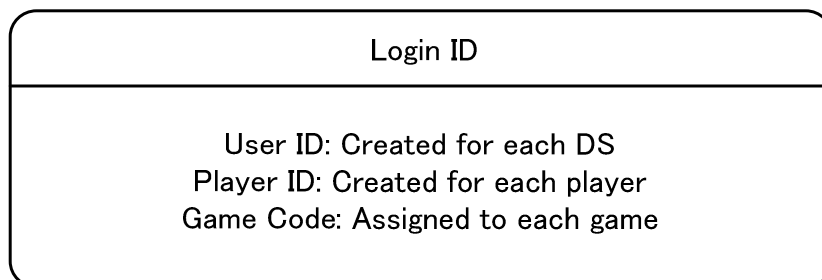 Login ID
User ID: Created for each DS
Player ID: Created for each player
Game Code: Assigned to each game